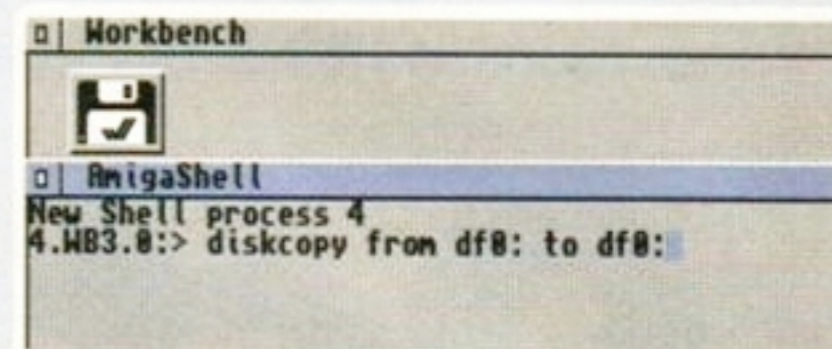 Workbench
AmigaShell
New Shell process 4
4.WB3.0:> diskcopy from df0: to df0: